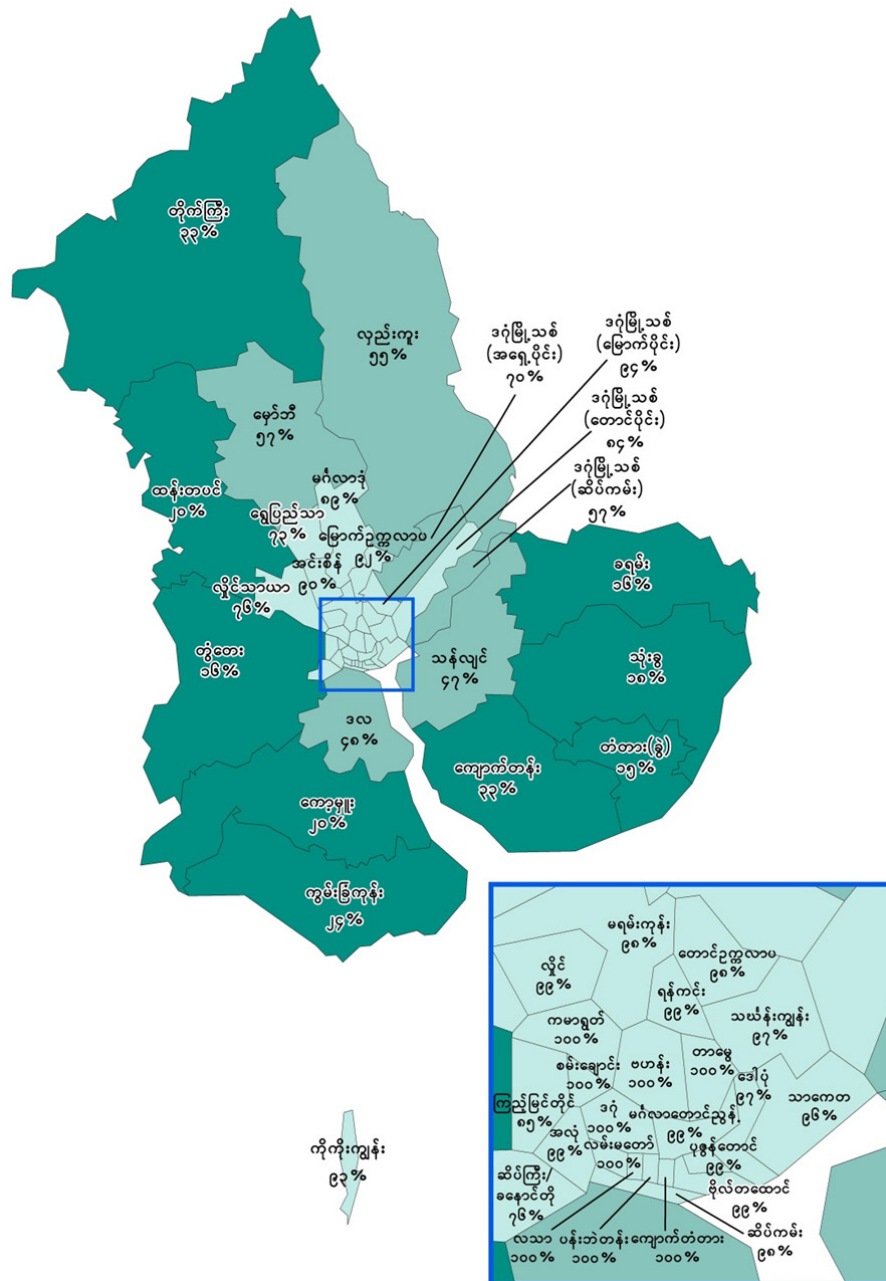 တိုက်ကြီး
၃၃%
လှည်းကူး
၅၅%
ဒဂုံမြို့သစ်
(အရှေ့ပိုင်း)
၇၀%
ဒဂုံမြို့သစ်
(မြောက်ပိုင်း)
၉၄%
ဒဂုံမြို့သစ်
(တောင်ပိုင်း)
၈၄%
ဒဂုံမြို့သစ်
(ဆိပ်ကမ်း)
၅၇%
မှော်ဘီ
၅၇%
မင်္ဂလာဒုံ
၈၉%
ထန်းတပင်
၂၀%
ရွှေပြည်သာ
၇၃%
မြောက်ဥက္ကလာပ
၉၂%
အင်းစိန်
၉၀%
လှိုင်သာယာ
၇၆%
ခရမ်း
၁၆%
တွံတေး
၁၆%
သန်လျင်
၄၇%
သုံးခွ
၁၈%
ဒလ
၄၈%
တံတား(ခွဲ)
၁၅%
ကျောက်တန်း
၃၃%
ကော့မှူး
၂၀%
ကွမ်းခြံကုန်း
၂၄%
မရမ်းကုန်း
၉၈%
တောင်ဥက္ကလာပ
၉၈%
လှိုင်
၉၉%
ရန်ကင်း
၉၉%
သင်္ဃန်းကျွန်း
၉၇%
ကမာရွတ်
၁၀၀%
တာမွေ
၁၀၀%
စမ်းချောင်း
၁၀၀%
ဗဟန်း
၁၀၀%
ဒေါပုံ
၉၇%
သာကေတ
၉၆%
ကြည့်မြင်တိုင်
၈၅%
ဒဂုံ
၁၀၀%
မင်္ဂလာတောင်ညွန့်
၉၉%
အလုံ
၉၉%
လမ်းမတော်
၁၀၀%
ပုဇွန်တောင်
၉၉%
ကိုကိုးကျွန်း
၉၃%
ဆိပ်ကြီး/
ခနောင်တို
၇၆%
ဗိုလ်တထောင်
၉၉%
ဆိပ်ကမ်း
၉၈%
လသာ
၁၀၀%
ပန်းဘဲတန်း
၁၀၀%
ကျောက်တံတား
၁၀၀%